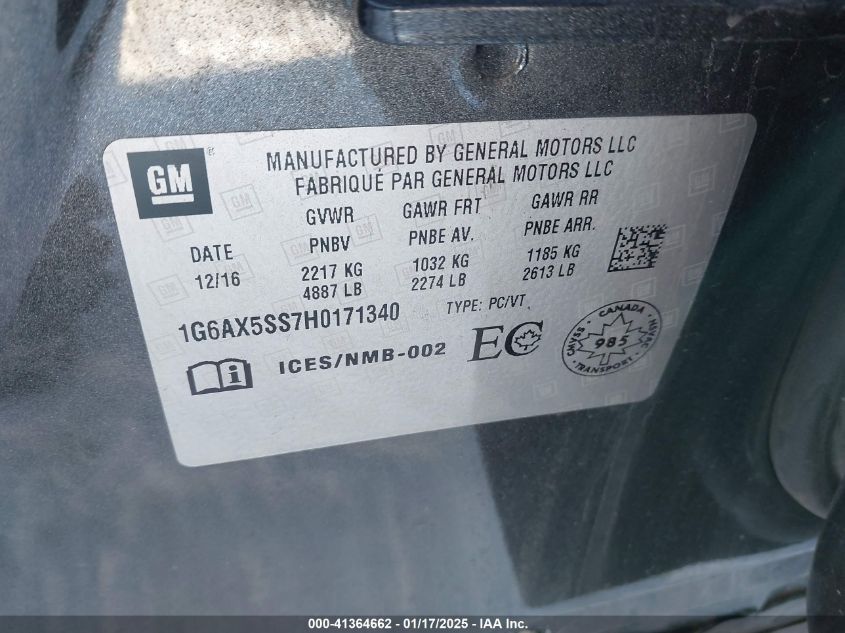 GM
MANUFACTURED BY GENERAL MOTORS LLC
FABRIQUÉ PAR GENERAL MOTORS LLC
DATE
12/16
GVWR
PNBV
2217 KG
4887 LB
GAWR FRT
PNBE AV.
1032 KG
2274 LB
GAWR RR
PNBE ARR.
1185 KG
2613 LB
1G6AX5SS7H0171340
TYPE: PC/VT
ICES/NMB-002
EC
CANADA
CMVSS 985 NSVAC
TRANSPORT
000-41364662 - 01/17/2025 - IAA Inc.